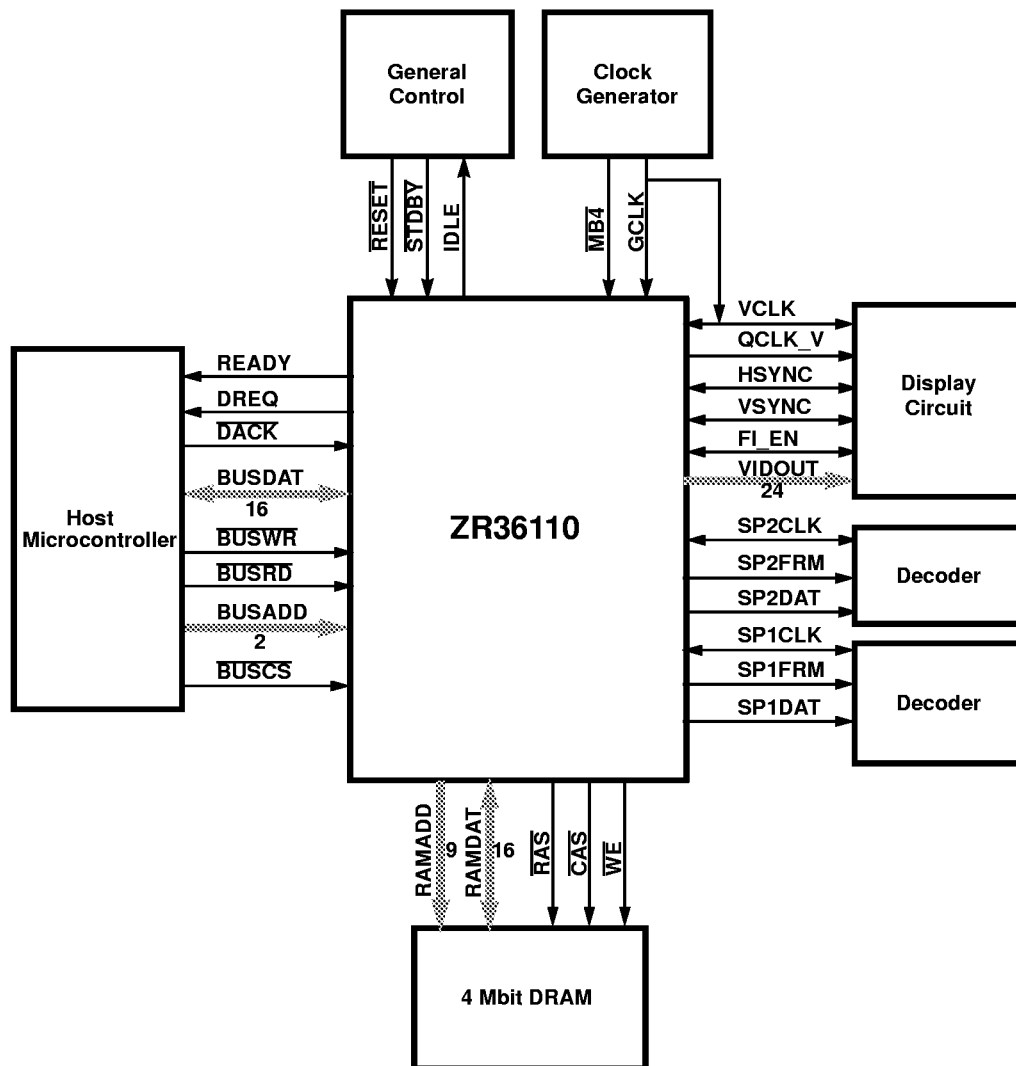 General
Control
Clock
Generator
RESET
STDBY
IDLE
MB4
GCLK
VCLK
QCLK_V
HSYNC
VSYNC
FI_EN
VIDOUT
24
Display
Circuit
READY
DREQ
DACK
BUSDAT
16
BUSWR
BUSRD
BUSADD
2
BUSCS
Host
Microcontroller
ZR36110
SP2CLK
SP2FRM
SP2DAT
Decoder
SP1CLK
SP1FRM
SP1DAT
Decoder
RAMADD
9
RAMDAT
16
RAS
CAS
WE
4 Mbit DRAM